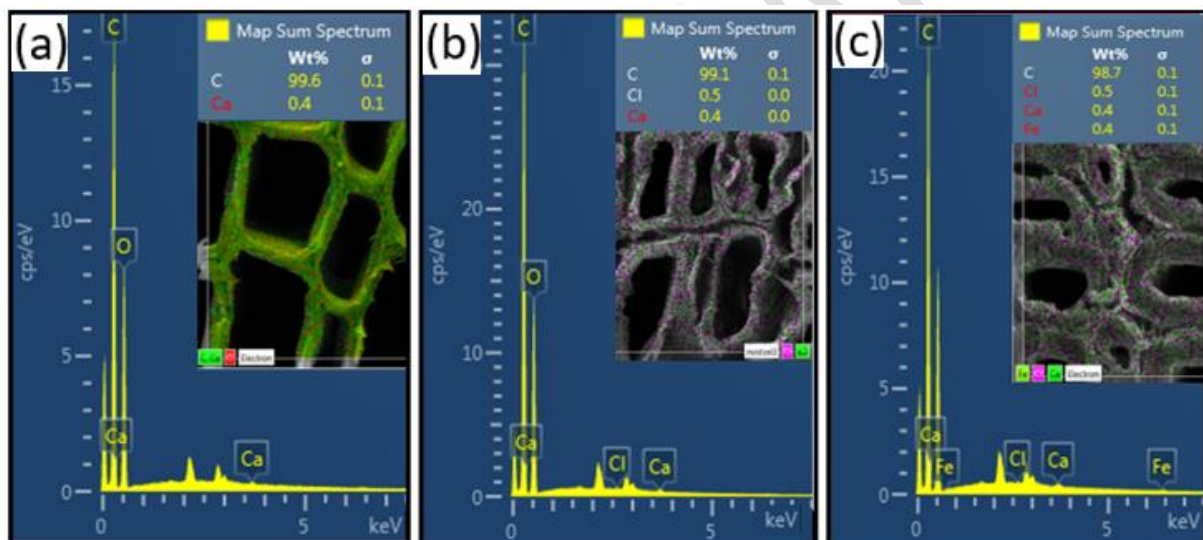 (a)
C
Map Sum Spectrum
Wt% σ
C 99.6 0.1
Ca 0.4 0.1
15
10
O
cps/eV
5
Ca
Ca
0
0 5 keV
Electron
(b)
C
Map Sum Spectrum
Wt% σ
C 99.1 0.1
Cl 0.5 0.0
Ca 0.4 0.0
20
O
cps/eV
10
Ca Cl Ca
0
0 5 keV
(c)
C
Map Sum Spectrum
Wt% σ
C 98.7 0.1
Cl 0.5 0.1
Ca 0.4 0.1
Fe 0.4 0.1
20
15
cps/eV
10
5
Ca
Fe Cl Ca Fe
0
0 5 keV
Fe Ca Electron